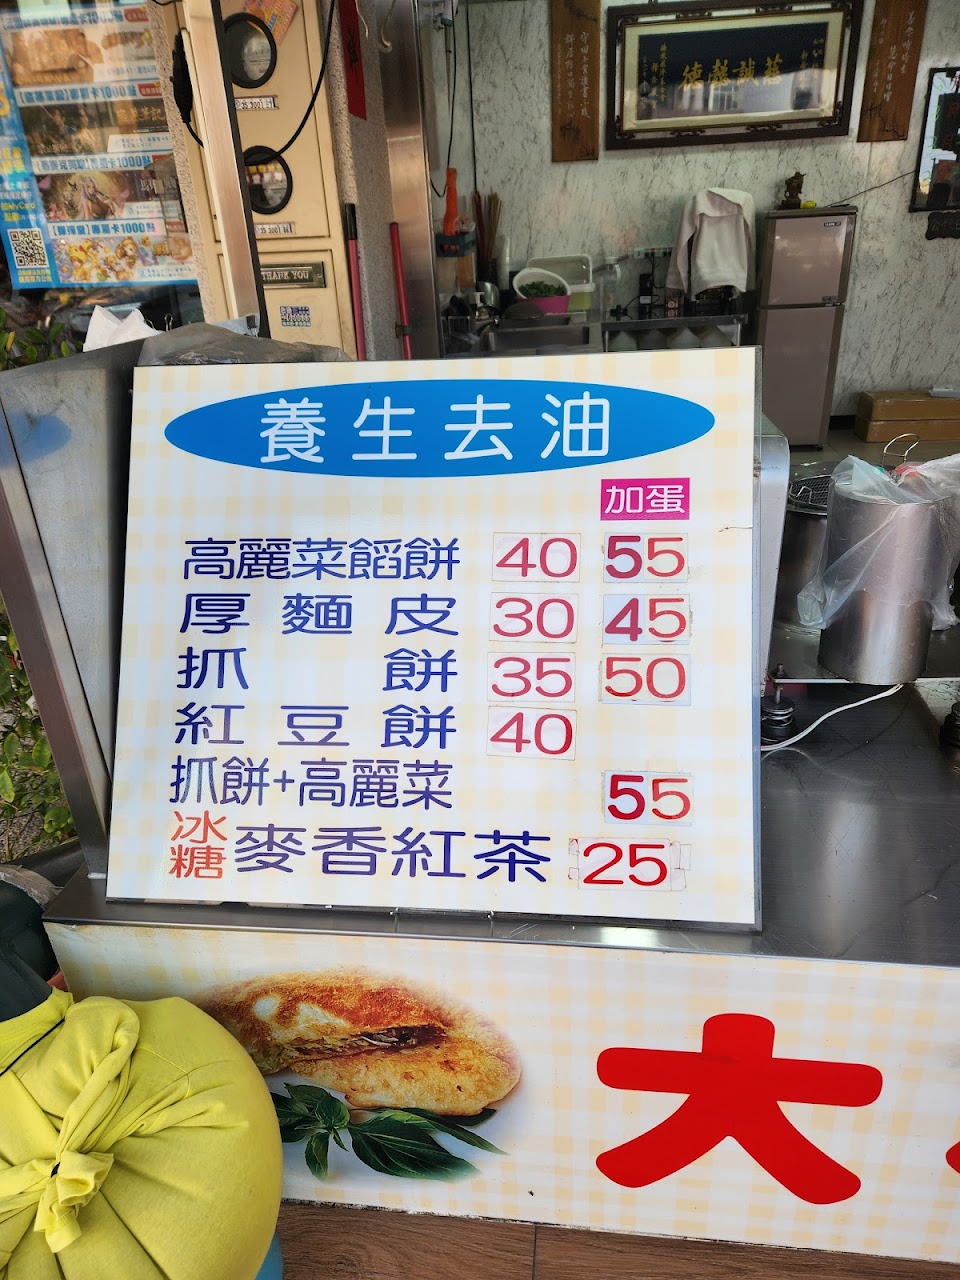 養生去油
加蛋
高麗菜餡餅 40 55
厚麵皮 30 45
抓餅 35 50
紅豆餅 40
抓餅+高麗菜 55
冰糖 麥香紅茶 25
大
THANK YOU